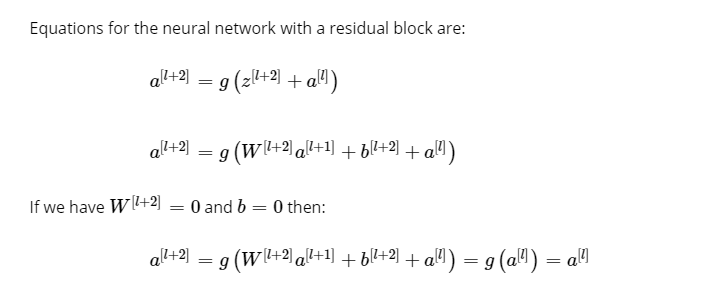 Equations for the neural network with a residual block are:
a^{[l+2]} = g(z^{[l+2]} + a^{[l]})
a^{[l+2]} = g(W^{[l+2]} a^{[l+1]} + b^{[l+2]} + a^{[l]})
If we have W^{[l+2]} = 0 and b = 0 then:
a^{[l+2]} = g(W^{[l+2]} a^{[l+1]} + b^{[l+2]} + a^{[l]}) = g(a^{[l]}) = a^{[l]}